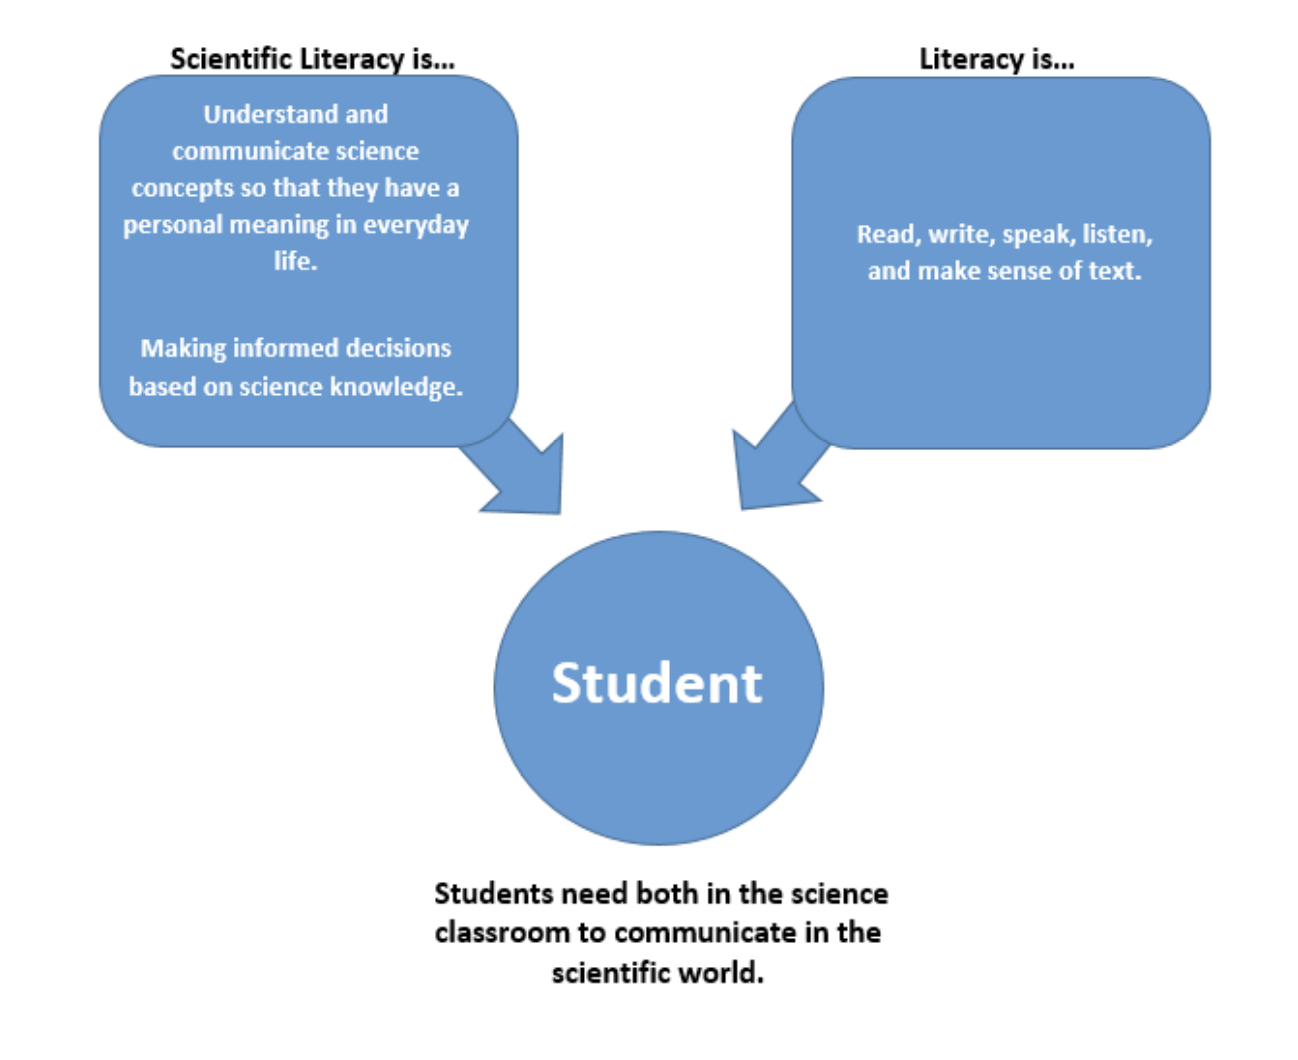 Scientific Literacy is...
Understand and
communicate science
concepts so that they have a
personal meaning in everyday
life.
Making informed decisions
based on science knowledge.
Literacy is...
Read, write, speak, listen,
and make sense of text.
Student
Students need both in the science
classroom to communicate in the
scientific world.